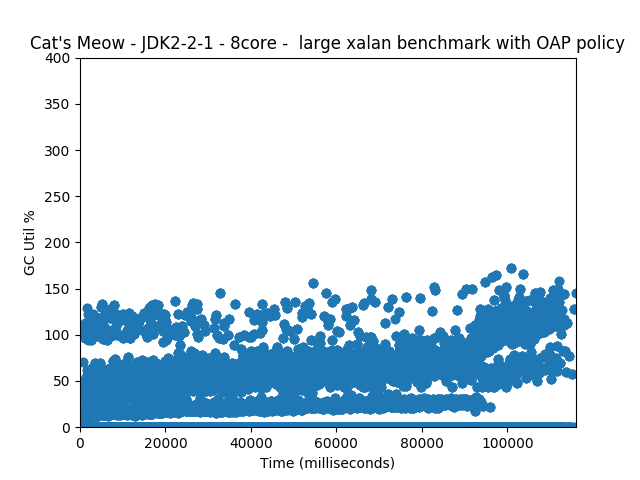 Cat's Meow - JDK2-2-1 - 8core -  large xalan benchmark with OAP policy
400
350
300
250
200
150
100
50
0
GC Util %
0 20000 40000 60000 80000 100000
Time (milliseconds)